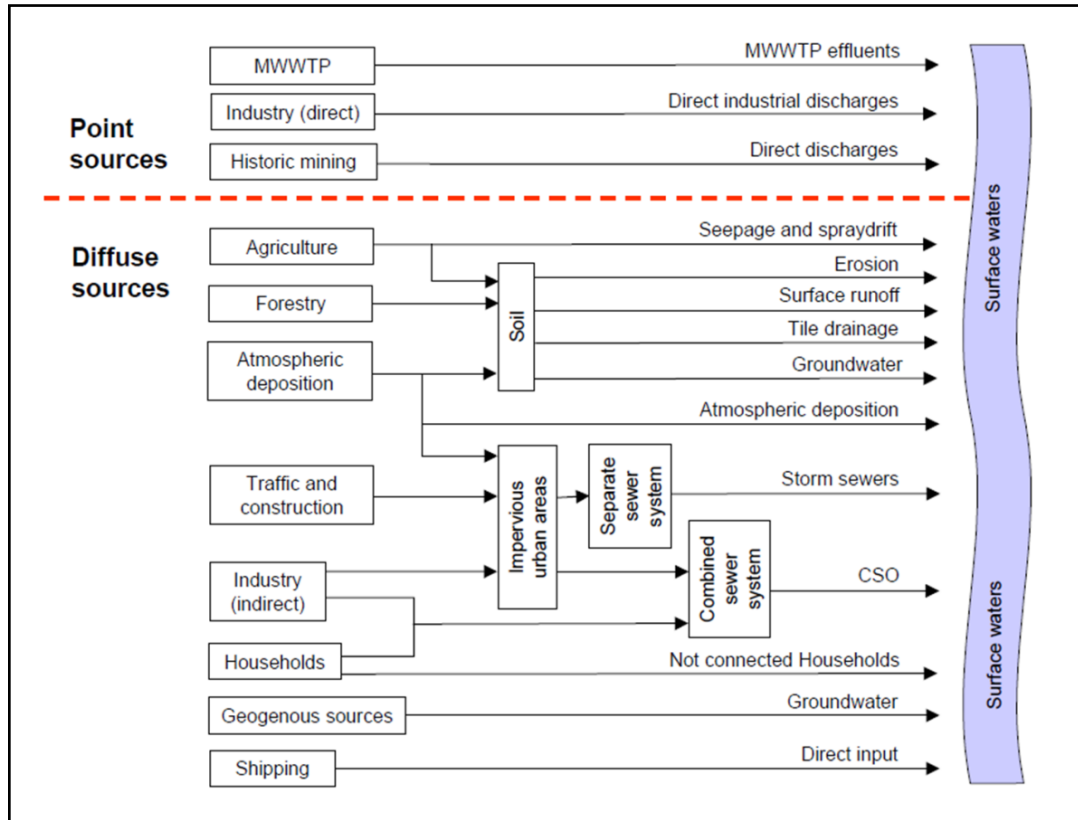 MWWTP
MWWTP effluents
Industry (direct)
Direct industrial discharges
Point
sources
Historic mining
Direct discharges
Surface waters
Diffuse
sources
Agriculture
Seepage and spraydrift
Erosion
Forestry
Soil
Surface runoff
Tile drainage
Atmospheric
deposition
Groundwater
Atmospheric deposition
Traffic and
construction
Impervious
urban areas
Separate
sewer
system
Storm sewers
Industry
(indirect)
Combined
sewer
system
CSO
Households
Not connected Households
Surface waters
Geogenous sources
Groundwater
Shipping
Direct input